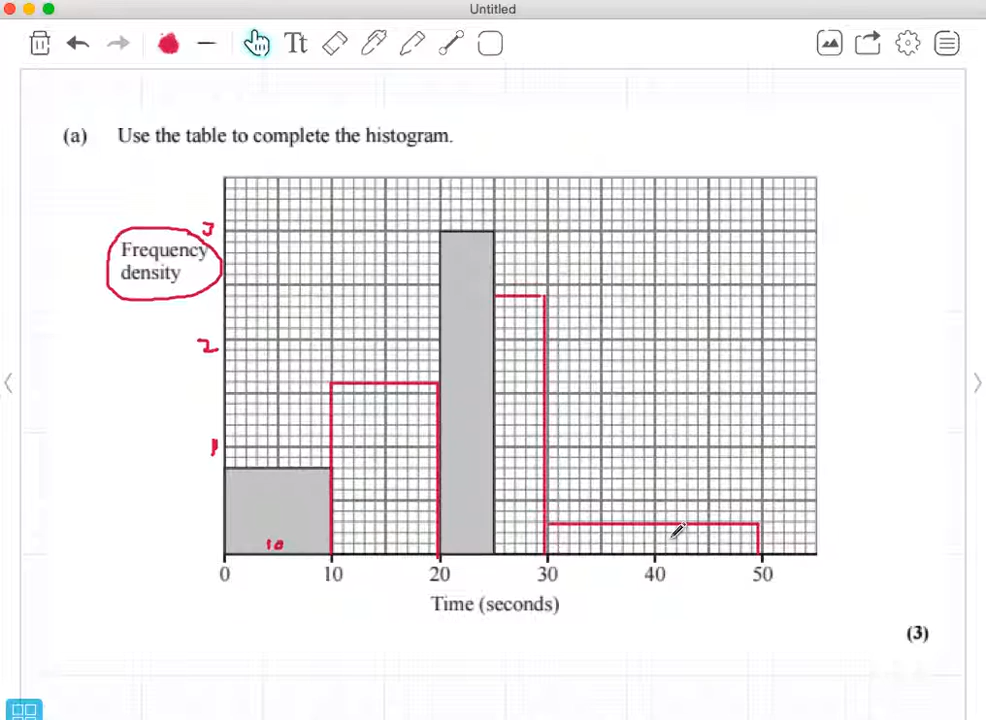 Untitled
Tt
(a) Use the table to complete the histogram.
3
Frequency
density
2
1
10
0 10 20 30 40 50
Time (seconds)
(3)